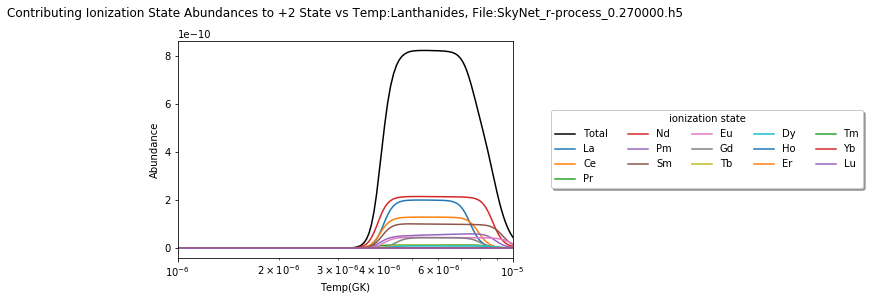 Contributing Ionization State Abundances to +2 State vs Temp:Lanthanides, File:SkyNet_r-process_0.270000.h5
1e−10
8
6
4
2
0
Abundance
10⁻⁶
2 × 10⁻⁶
3 × 10⁻⁶
4 × 10⁻⁶
6 × 10⁻⁶
10⁻⁵
Temp(GK)
ionization state
Total Nd Eu Dy Tm
La Pm Gd Ho Yb
Ce Sm Tb Er Lu
Pr